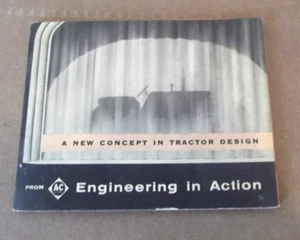 A NEW CONCEPT IN TRACTOR DESIGN
FROM AC Engineering in Action